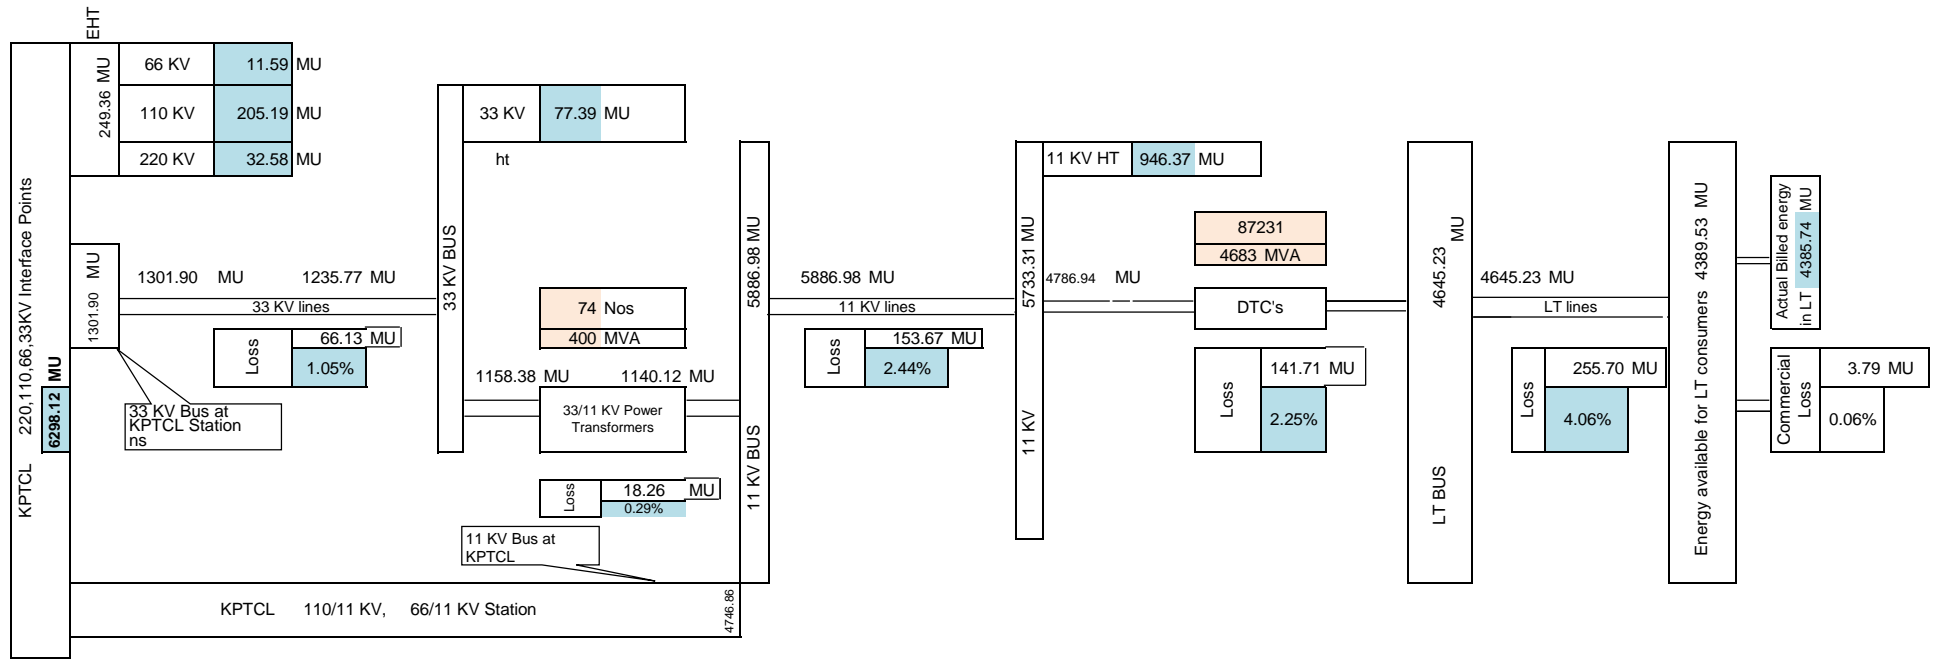 EHT
249.36 MU
66 KV 11.59 MU
110 KV 205.19 MU
220 KV 32.58 MU
KPTCL 220,110,66,33KV Interface Points
6298.12 MU
1301.90 MU
1301.90 MU 1235.77 MU
33 KV lines
Loss 66.13 MU
1.05%
33 KV Bus at
KPTCL Station
ns
33 KV BUS
33 KV 77.39 MU
ht
74 Nos
400 MVA
1158.38 MU 1140.12 MU
33/11 KV Power
Transformers
Loss 18.26 MU
0.29%
11 KV Bus at
KPTCL
KPTCL 110/11 KV, 66/11 KV Station
4746.86
11 KV BUS 5886.98 MU
5886.98 MU
11 KV lines
Loss 153.67 MU
2.44%
11 KV 5733.31 MU
11 KV HT 946.37 MU
87231
4683 MVA
4786.94 MU
DTC's
Loss 141.71 MU
2.25%
LT BUS 4645.23 MU
4645.23 MU
LT lines
Loss 255.70 MU
4.06%
Energy available for LT consumers 4389.53 MU
Actual Billed energy
in LT 4385.74 MU
Commercial
Loss
3.79 MU
0.06%